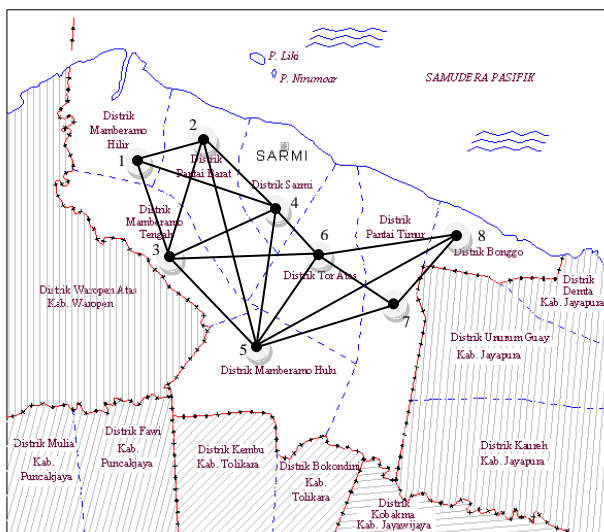 P. Liki
P. Nirumoar
SAMUDERA PASIFIK
Distrik
Mamberamo
Hilir
2
1
Distrik
Pantai Barat
SARMI
Distrik Sarmi
4
Distrik
Mamberamo
Tengah
3
6
Distrik
Pantai Timur
8
Distrik Bonggo
Distrik Tor Atas
Distrik
Demta
Kab. Jayapura
Distrik Waropen Atas
Kab. Waropen
7
5
Distrik Unurum Guay
Kab. Jayapura
Distrik Mamberamo Hulu
Distrik Mulia
Kab.
Puncakjaya
Distrik Fawi
Kab.
Puncakjaya
Distrik Kembu
Kab. Tolikara
Distrik Bokondini
Kab.
Tolikara
Distrik Kaureh
Kab. Jayapura
Distrik
Kobakma
Kab. Jayawijaya